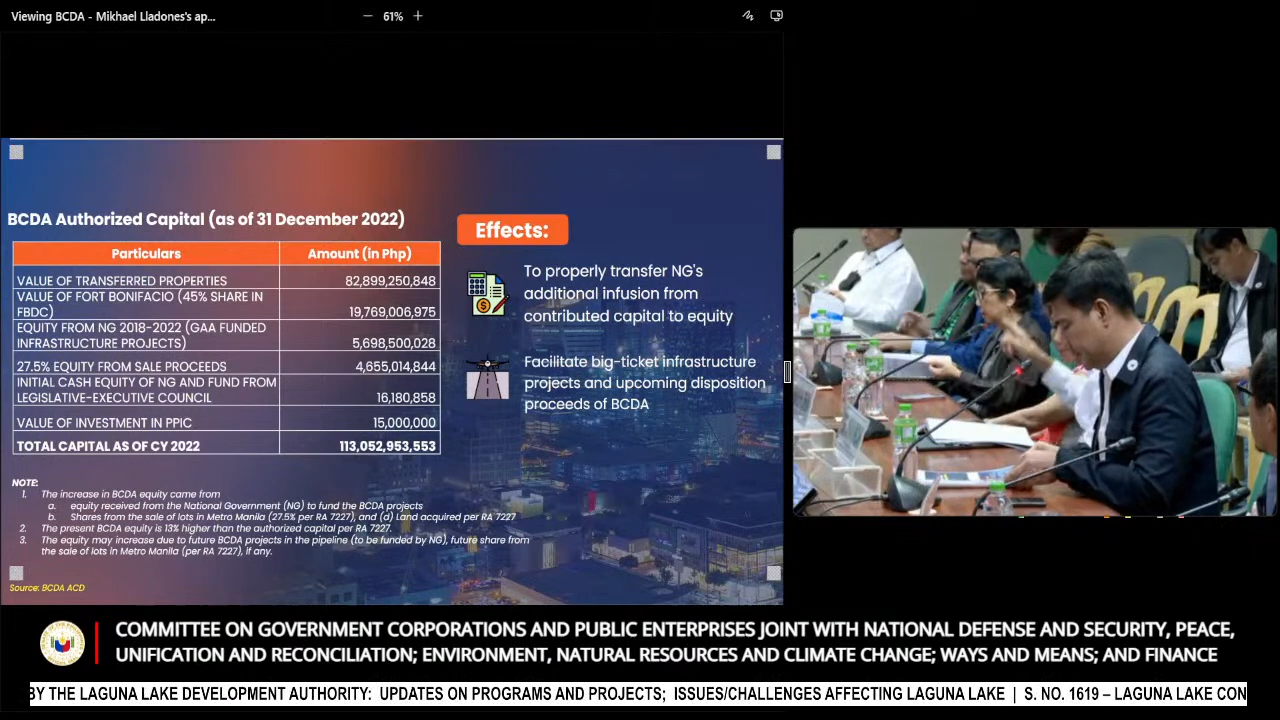 Viewing BCDA - Mikhael Lladones's ap...
61%
BCDA Authorized Capital (as of 31 December 2022)
Particulars Amount (in Php)
VALUE OF TRANSFERRED PROPERTIES 82,899,250,848
VALUE OF FORT BONIFACIO (45% SHARE IN
FBDC) 19,769,006,975
EQUITY FROM NG 2018-2022 (GAA FUNDED
INFRASTRUCTURE PROJECTS) 5,698,500,028
27.5% EQUITY FROM SALE PROCEEDS 4,655,014,844
INITIAL CASH EQUITY OF NG AND FUND FROM
LEGISLATIVE-EXECUTIVE COUNCIL 16,180,858
VALUE OF INVESTMENT IN PPIC 15,000,000
TOTAL CAPITAL AS OF CY 2022 113,052,953,553
NOTE:
1. The increase in BCDA equity came from
a. equity received from the National Government (NG) to fund the BCDA projects
b. Shares from the sale of lots in Metro Manila (27.5% per RA 7227), and (d) Land acquired per RA 7227
2. The present BCDA equity is 13% higher than the authorized capital per RA 7227.
3. The equity may increase due to future BCDA projects in the pipeline (to be funded by NG), future share from
the sale of lots in Metro Manila (per RA 7227), if any.
Source: BCDA ACD
Effects:
To properly transfer NG's
additional infusion from
contributed capital to equity
Facilitate big-ticket infrastructure
projects and upcoming disposition
proceeds of BCDA
COMMITTEE ON GOVERNMENT CORPORATIONS AND PUBLIC ENTERPRISES JOINT WITH NATIONAL DEFENSE AND SECURITY, PEACE,
UNIFICATION AND RECONCILIATION; ENVIRONMENT, NATURAL RESOURCES AND CLIMATE CHANGE; WAYS AND MEANS; AND FINANCE
BY THE LAGUNA LAKE DEVELOPMENT AUTHORITY: UPDATES ON PROGRAMS AND PROJECTS; ISSUES/CHALLENGES AFFECTING LAGUNA LAKE | S. NO. 1619 – LAGUNA LAKE CON